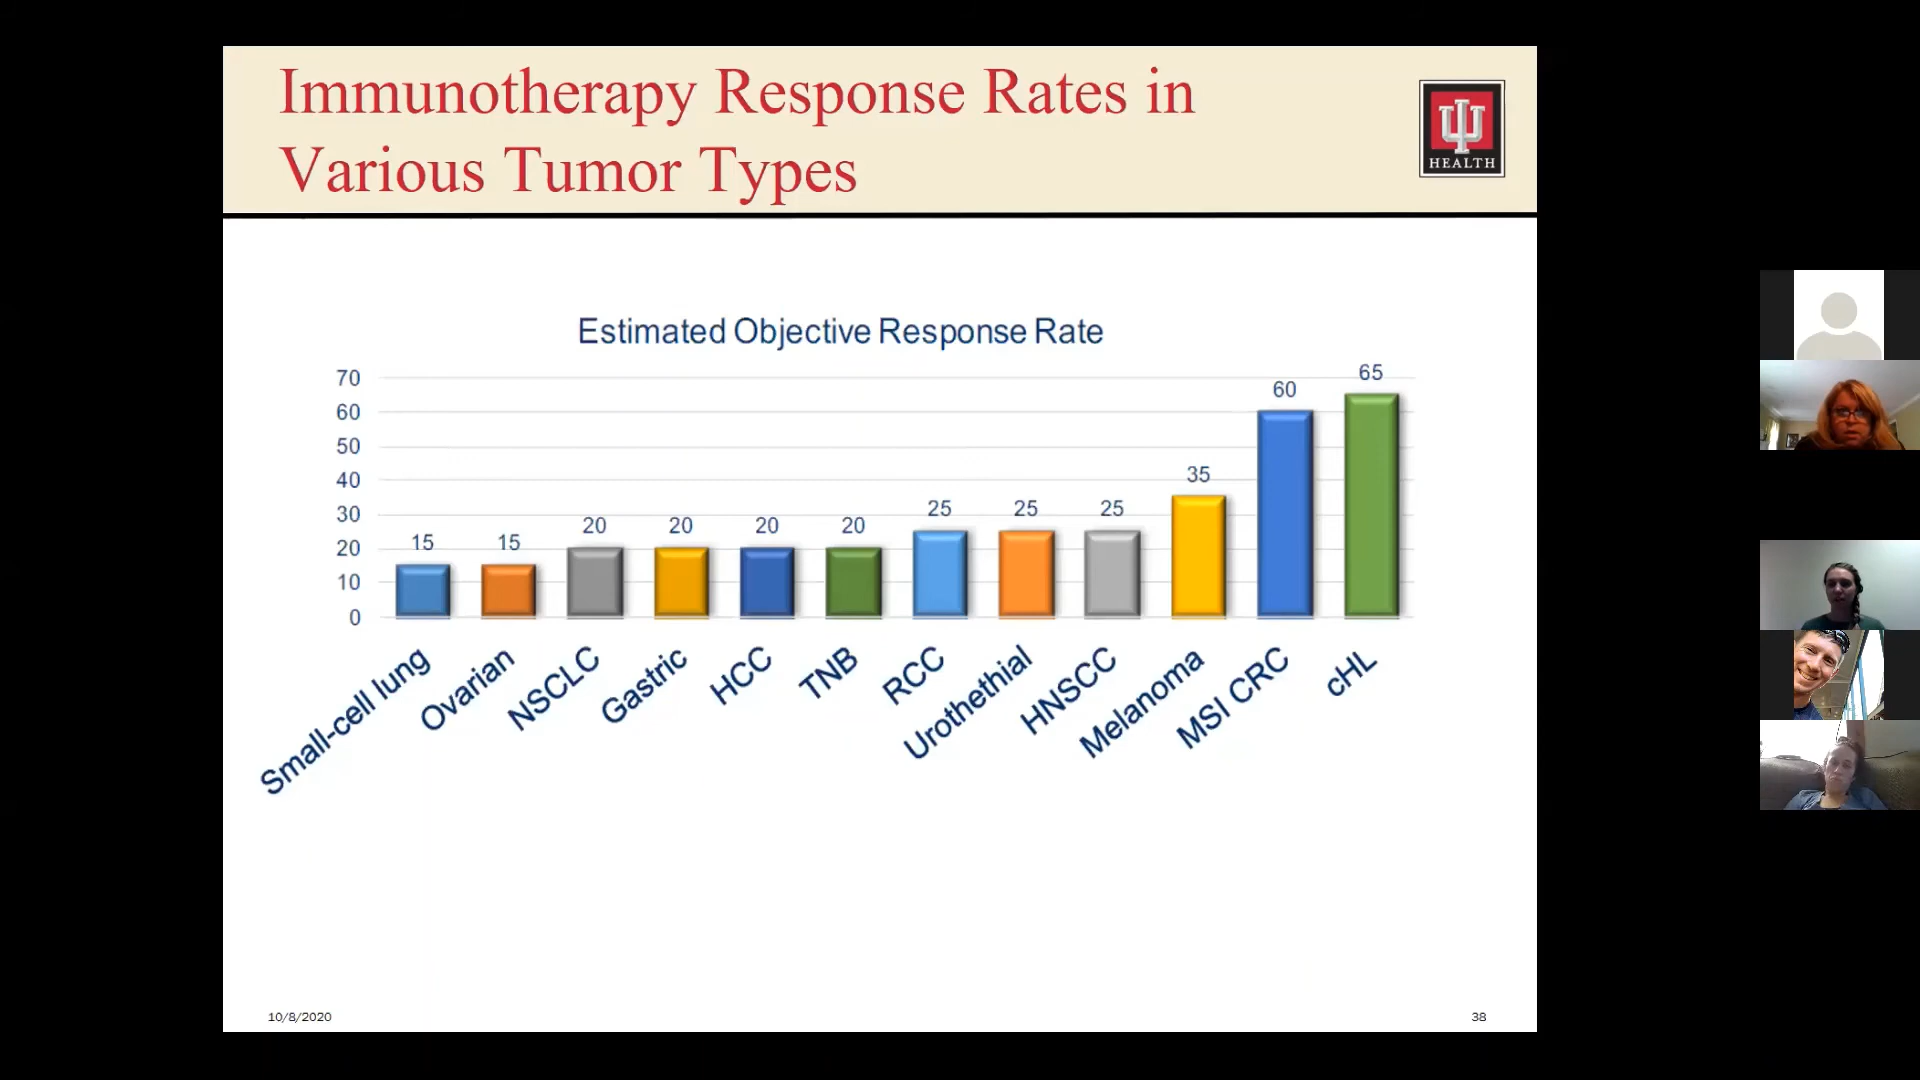 Immunotherapy Response Rates in
Various Tumor Types
HEALTH
Estimated Objective Response Rate
70
60
50
40
30
20
10
0
15
15
20
20
20
20
25
25
25
35
60
65
Small-cell lung
Ovarian
NSCLC
Gastric
HCC
TNB
RCC
Urothethial
HNSCC
Melanoma
MSI CRC
cHL
10/8/2020
38